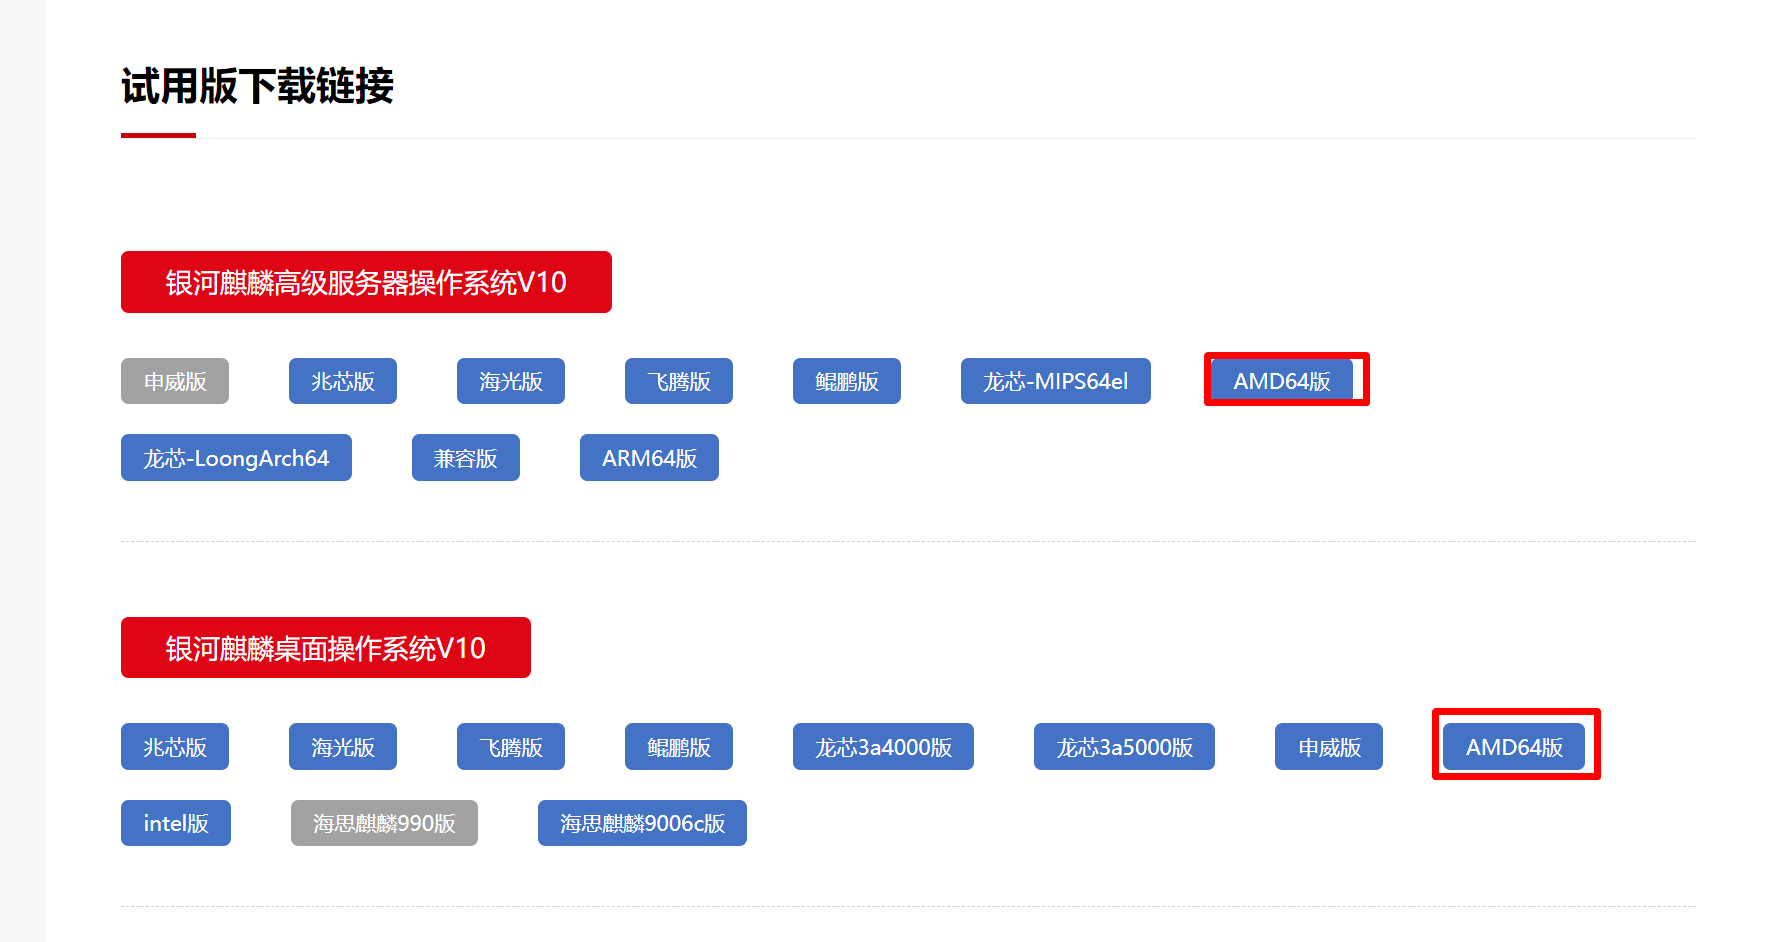 试用版下载链接
银河麒麟高级服务器操作系统V10
申威版 兆芯版 海光版 飞腾版 鲲鹏版 龙芯-MIPS64el AMD64版
龙芯-LoongArch64 兼容版 ARM64版
银河麒麟桌面操作系统V10
兆芯版 海光版 飞腾版 鲲鹏版 龙芯3a4000版 龙芯3a5000版 申威版 AMD64版
intel版 海思麒麟990版 海思麒麟9006c版